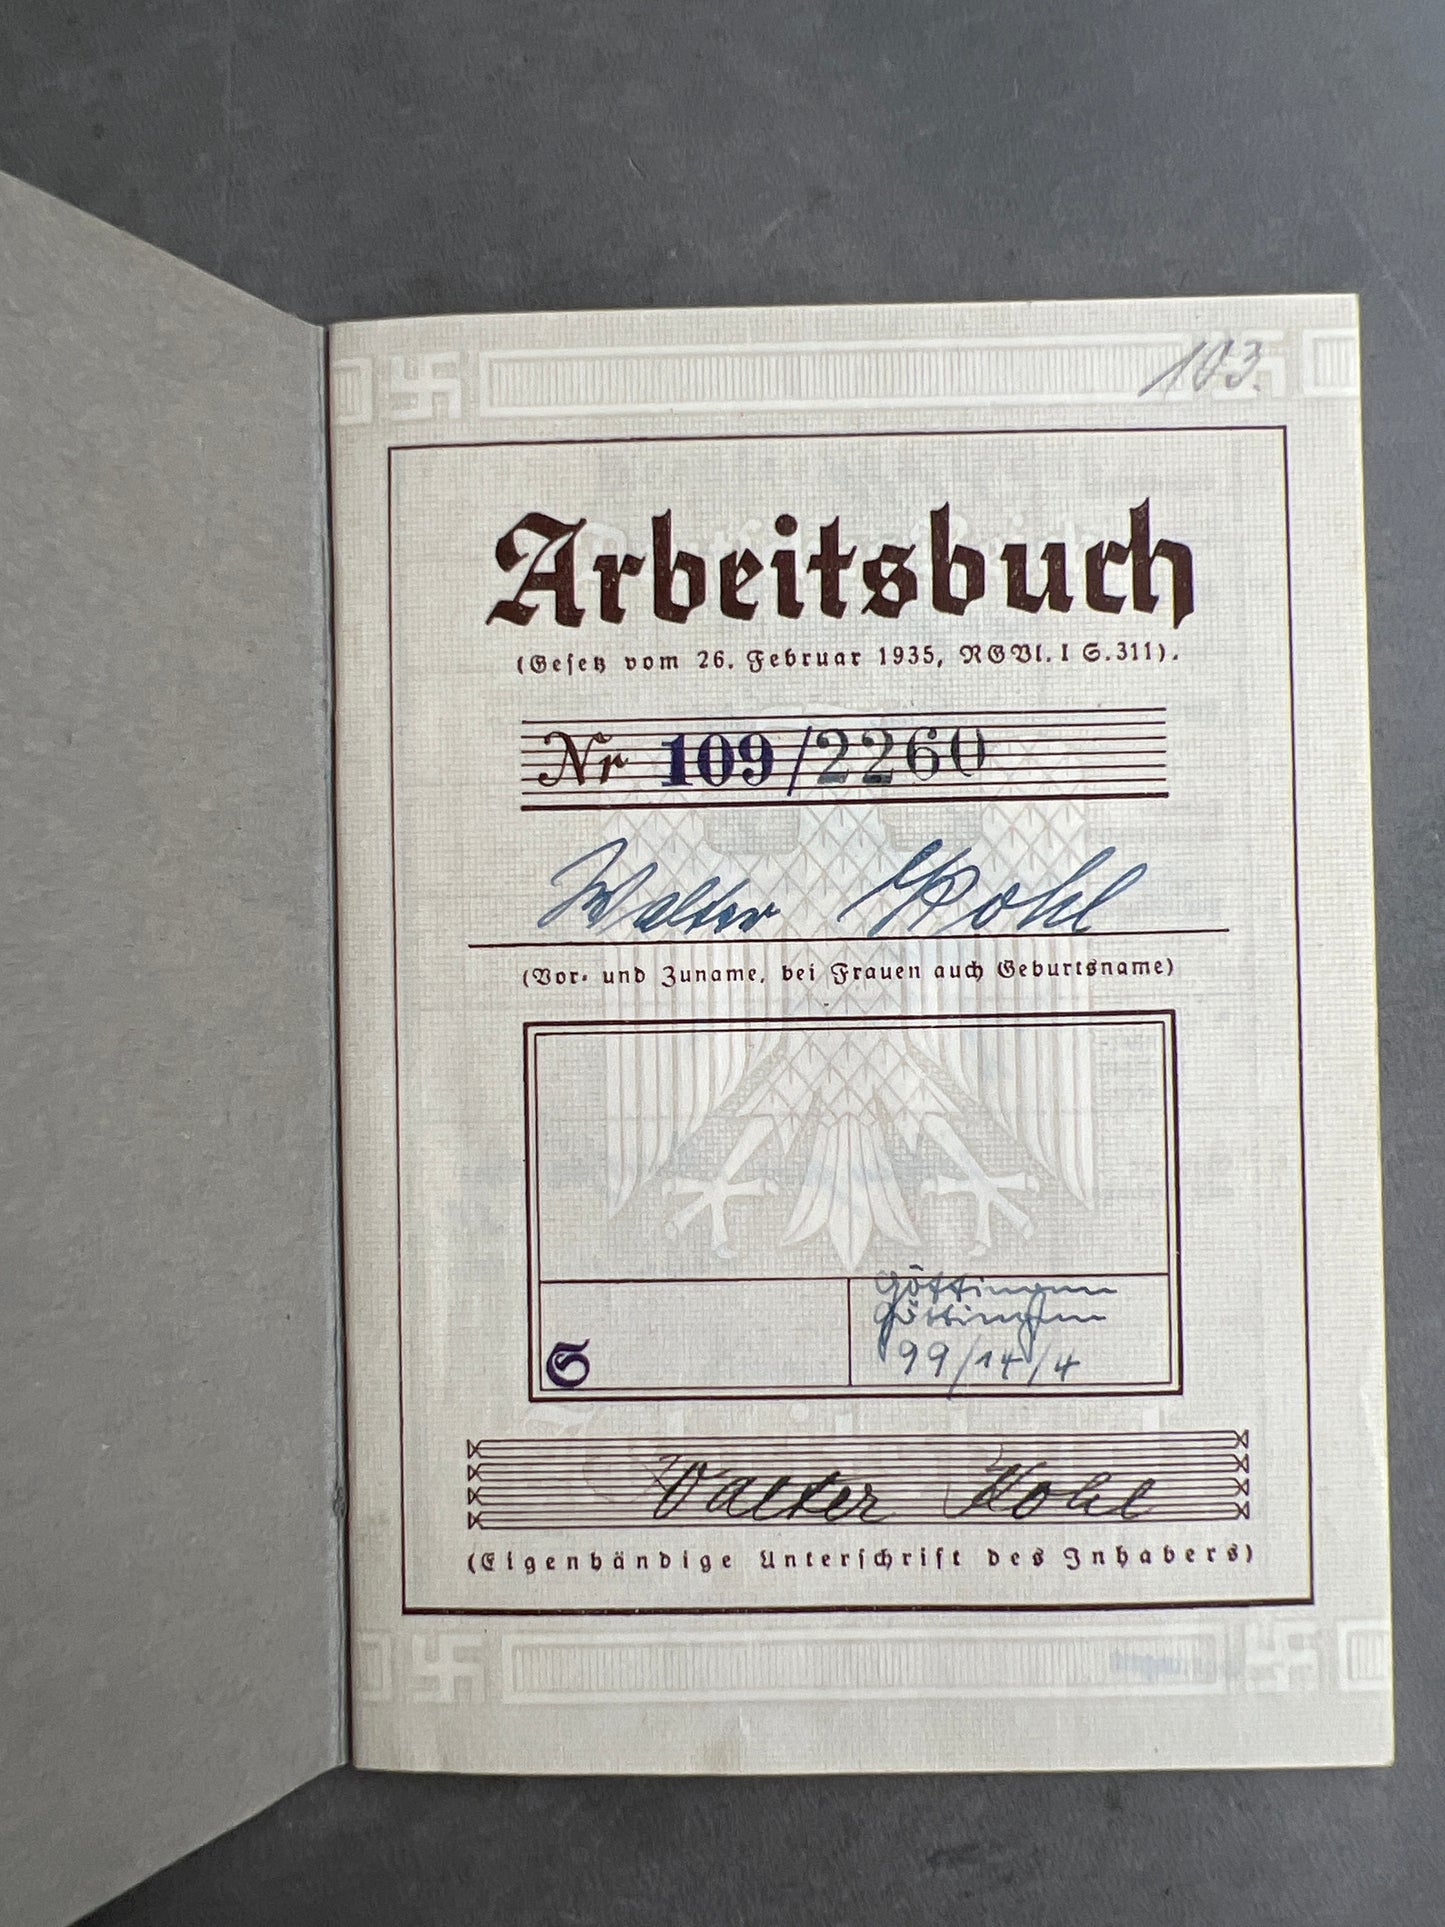 103.
Arbeitsbuch
(Gesetz vom 26. Februar 1935, RGBl. I S. 311).
Nr 109/2260
Walter Kohl
(Vor- und Zuname, bei Frauen auch Geburtsname)
Göttingen
Göttingen
S 99/14/4
Walter Kohl
(Eigenhändige Unterschrift des Inhabers)